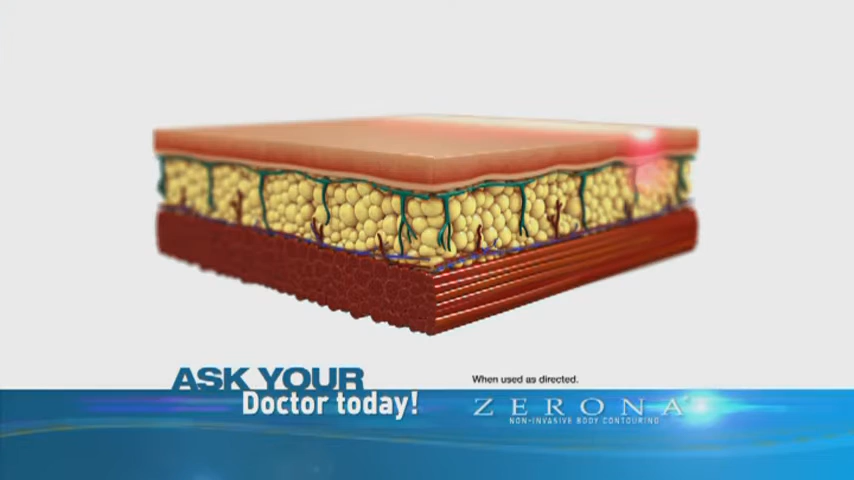 ASK YOUR
Doctor today!
When used as directed.
ZERONA
NON-INVASIVE BODY CONTOURING